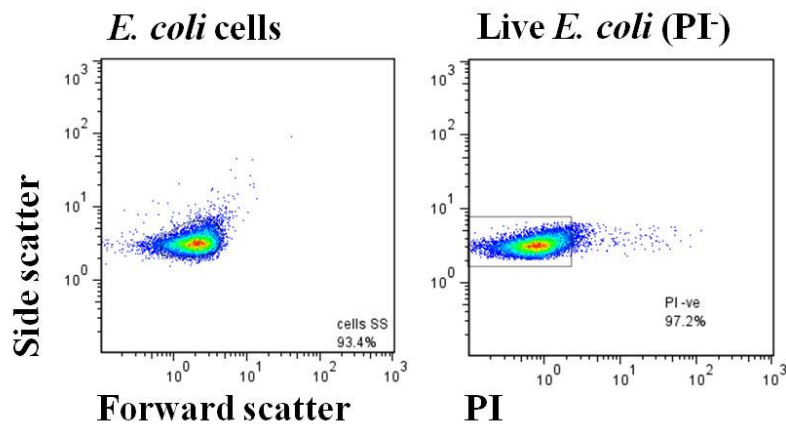 E. coli cells
Live E. coli (PI-)
Side scatter
10³
10²
10¹
10⁰
cells SS
93.4%
10⁰ 10¹ 10² 10³
Forward scatter
10³
10²
10¹
10⁰
PI -ve
97.2%
10⁰ 10¹ 10² 10³
PI